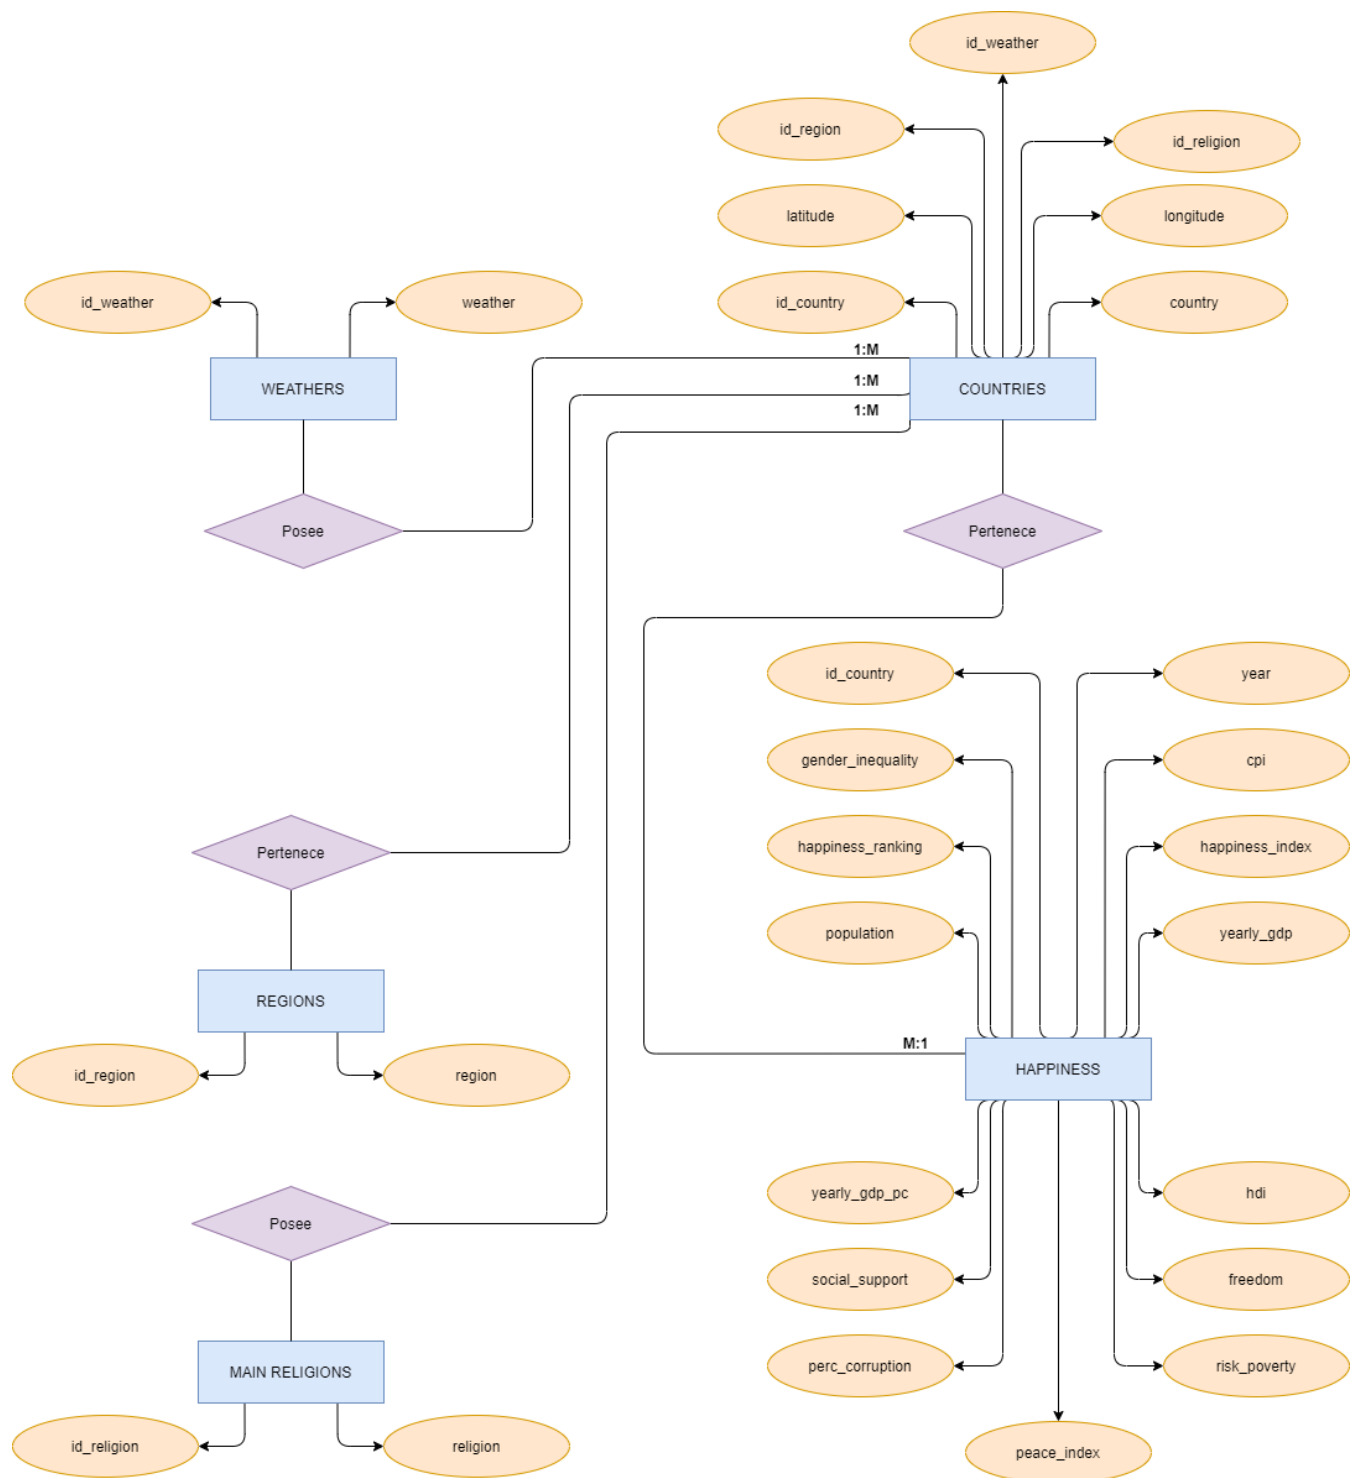 id_weather
id_region
id_religion
latitude
longitude
id_weather
weather
id_country
country
1:M
WEATHERS
1:M
COUNTRIES
1:M
Posee
Pertenece
id_country
year
gender_inequality
cpi
happiness_ranking
happiness_index
Pertenece
population
yearly_gdp
REGIONS
M:1
HAPPINESS
id_region
region
yearly_gdp_pc
hdi
Posee
social_support
freedom
perc_corruption
risk_poverty
MAIN RELIGIONS
id_religion
religion
peace_index